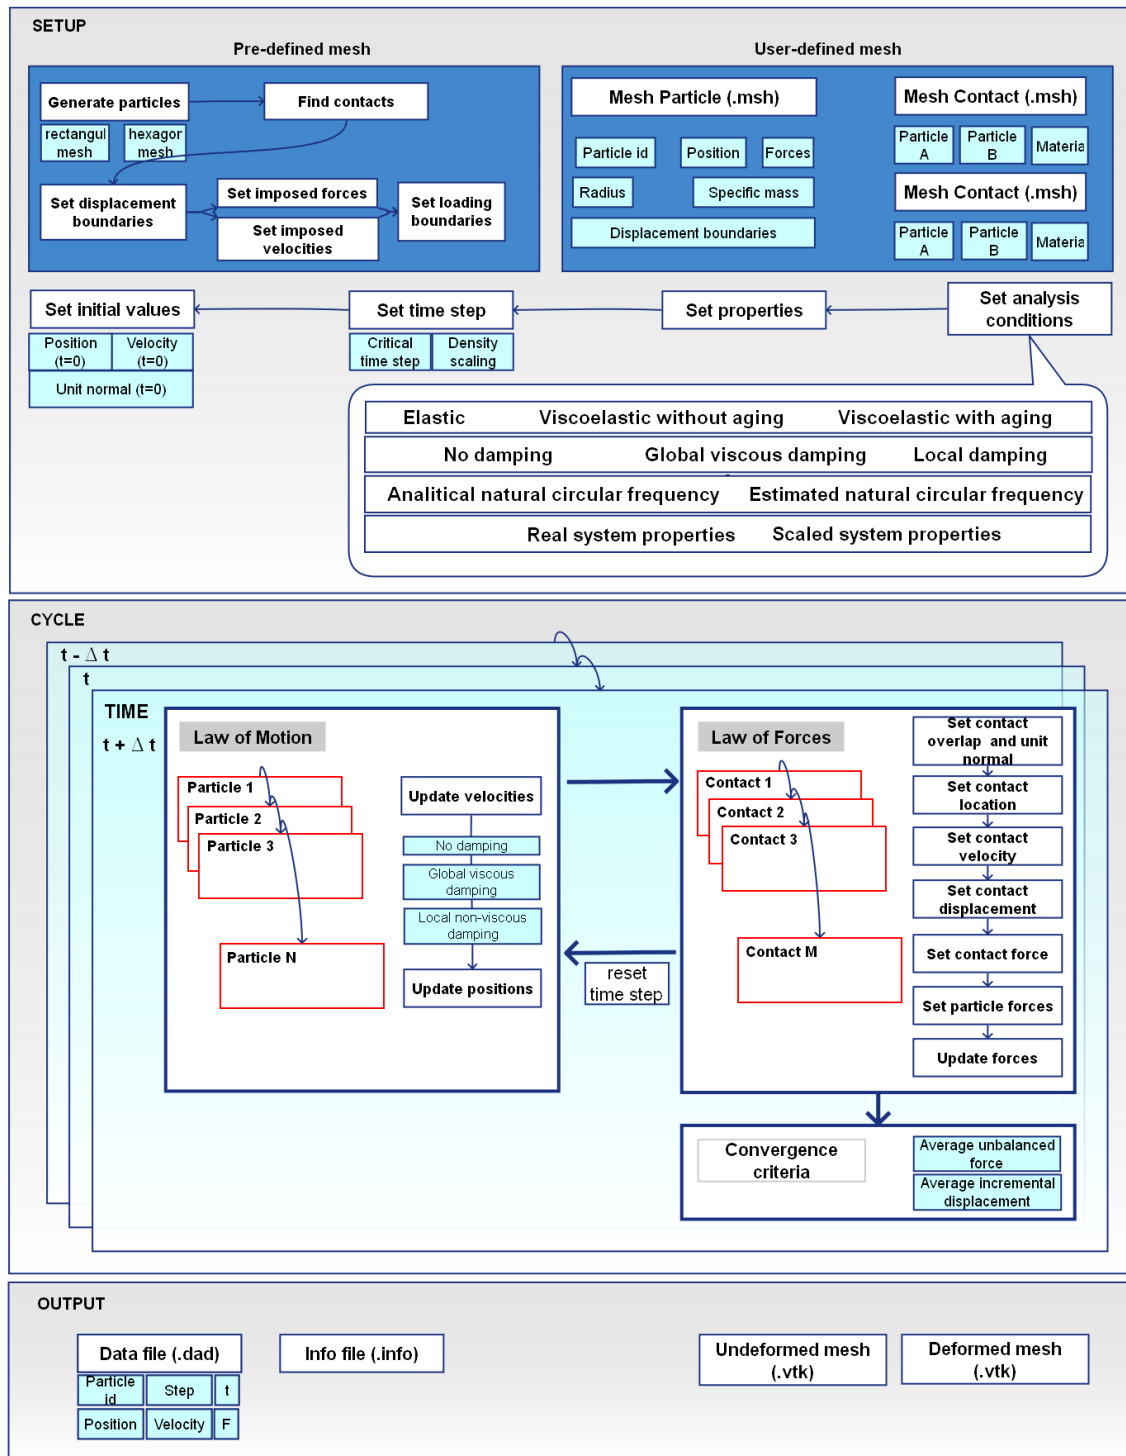 SETUP
Pre-defined mesh
User-defined mesh
Generate particles
Find contacts
rectangul
mesh
hexagor
mesh
Set displacement
boundaries
Set imposed forces
Set imposed
velocities
Set loading
boundaries
Mesh Particle (.msh)
Particle id
Position
Forces
Radius
Specific mass
Displacement boundaries
Mesh Contact (.msh)
Particle
A
Particle
B
Materia
Mesh Contact (.msh)
Particle
A
Particle
B
Materia
Set initial values
Position
(t=0)
Velocity
(t=0)
Unit normal (t=0)
Set time step
Critical
time step
Density
scaling
Set properties
Set analysis
conditions
Elastic
Viscoelastic without aging
Viscoelastic with aging
No damping
Global viscous damping
Local damping
Analitical natural circular frequency
Estimated natural circular frequency
Real system properties
Scaled system properties
CYCLE
t - Δ t
t
TIME
t + Δ t
Law of Motion
Particle 1
Particle 2
Particle 3
Particle N
Update velocities
No damping
Global viscous
damping
Local non-viscous
damping
Update positions
reset
time step
Law of Forces
Contact 1
Contact 2
Contact 3
Contact M
Set contact
overlap and unit
normal
Set contact
location
Set contact
velocity
Set contact
displacement
Set contact force
Set particle forces
Update forces
Convergence
criteria
Average unbalanced
force
Average incremental
displacement
OUTPUT
Data file (.dad)
Particle
id
Step
t
Position
Velocity
F
Info file (.info)
Undeformed mesh
(.vtk)
Deformed mesh
(.vtk)